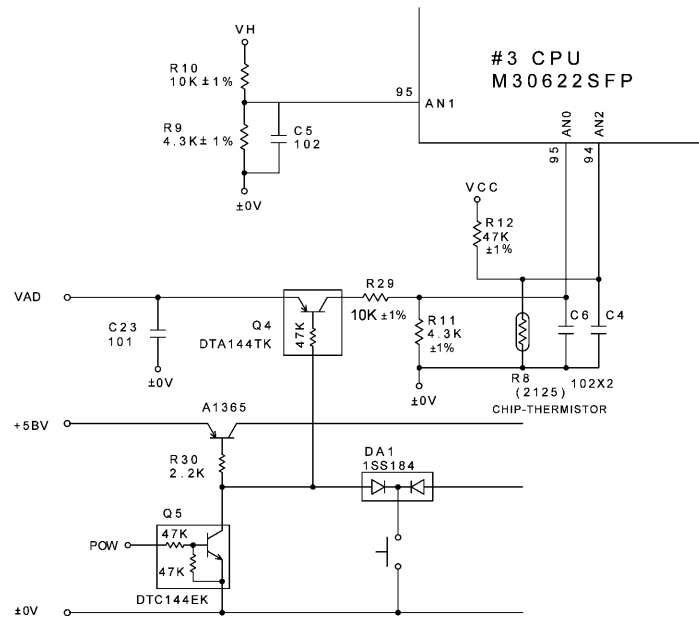 VH
R10
10K±1%
95
AN1
#3 CPU
M30622SFP
R9
4.3K±1%
C5
102
±0V
AN0
AN2
95
94
VCC
R12
47K
±1%
VAD
C23
101
±0V
Q4
DTA144TK
47K
R29
10K ±1%
R11
4.3K
±1%
C6
C4
±0V
R8
(2125)
102X2
CHIP-THERMISTOR
+5BV
A1365
R30
2.2K
DA1
1SS184
Q5
47K
POW
47K
DTC144EK
±0V